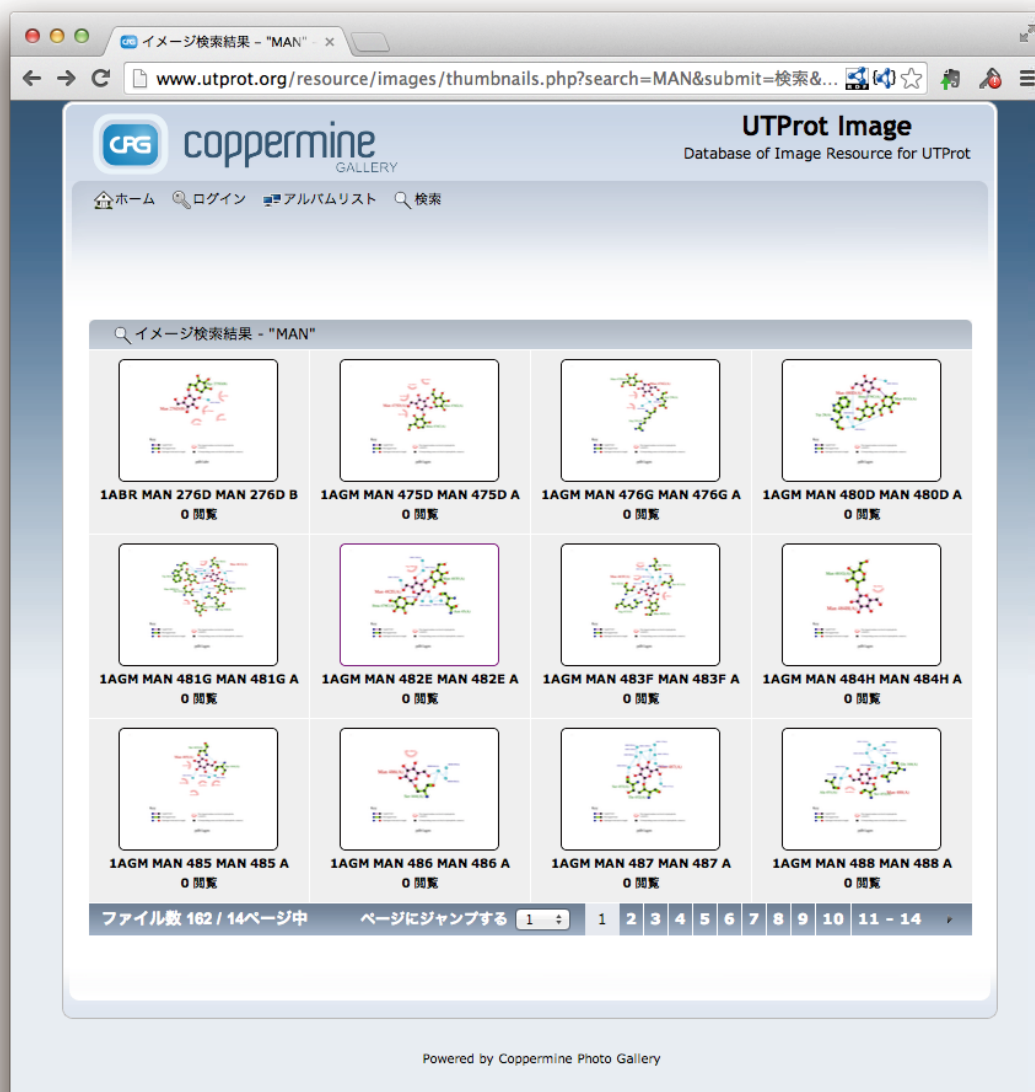 イメージ検索結果 – "MAN" –
www.utprot.org/resource/images/thumbnails.php?search=MAN&submit=検索&...
CPG coppermine
GALLERY
UTProt Image
Database of Image Resource for UTProt
ホーム ログイン アルバムリスト 検索
イメージ検索結果 - "MAN"
1ABR MAN 276D MAN 276D B 1AGM MAN 475D MAN 475D A 1AGM MAN 476G MAN 476G A 1AGM MAN 480D MAN 480D A
0 閲覧 0 閲覧 0 閲覧 0 閲覧
1AGM MAN 481G MAN 481G A 1AGM MAN 482E MAN 482E A 1AGM MAN 483F MAN 483F A 1AGM MAN 484H MAN 484H A
0 閲覧 0 閲覧 0 閲覧 0 閲覧
1AGM MAN 485 MAN 485 A 1AGM MAN 486 MAN 486 A 1AGM MAN 487 MAN 487 A 1AGM MAN 488 MAN 488 A
0 閲覧 0 閲覧 0 閲覧 0 閲覧
ファイル数 162 / 14ページ中 ページにジャンプする 1 1 2 3 4 5 6 7 8 9 10 11 - 14
Powered by Coppermine Photo Gallery